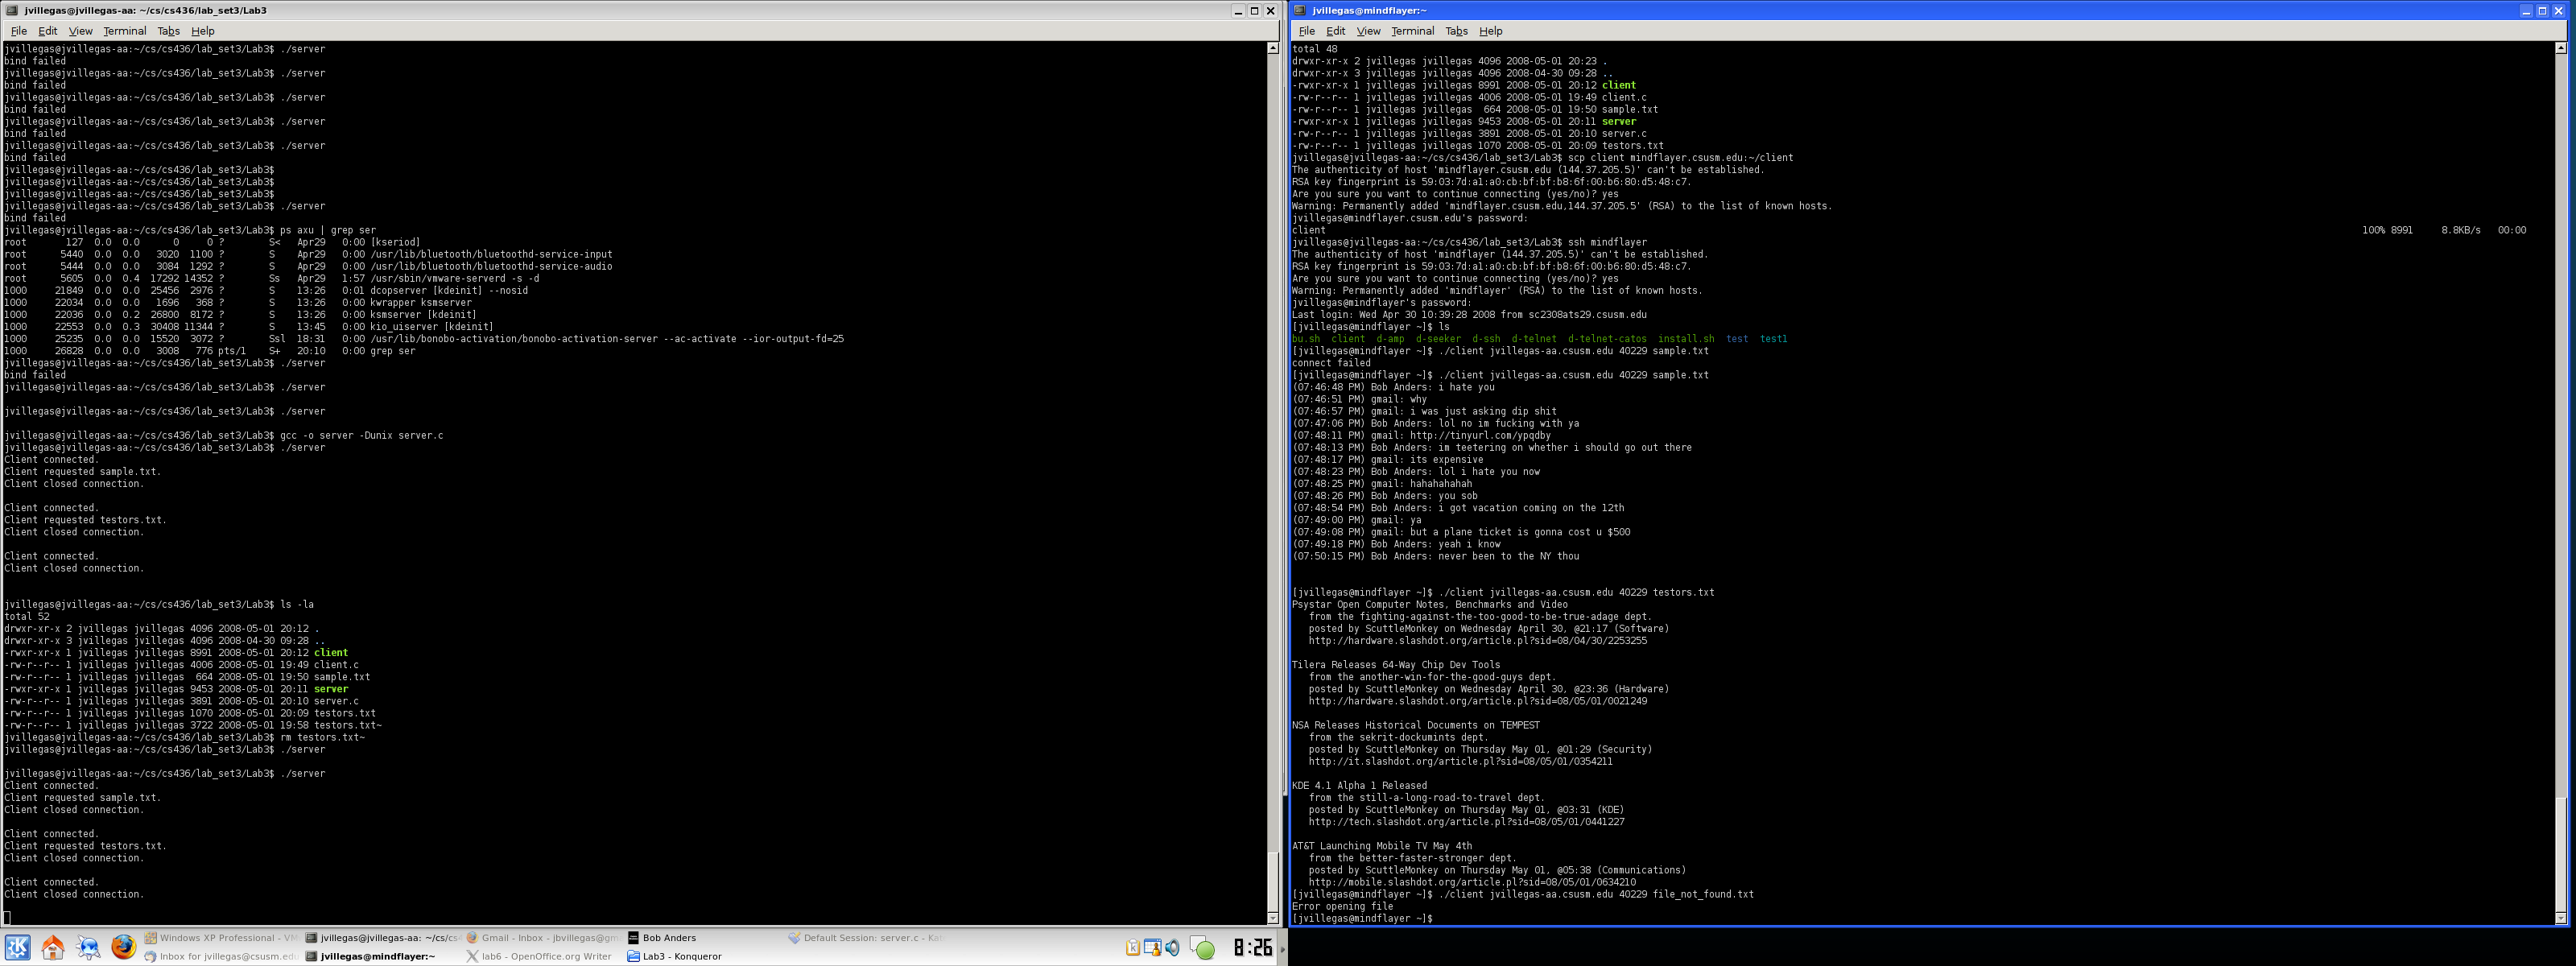 jvillegas@jvillegas-aa: ~/cs/cs436/lab_set3/Lab3
File Edit View Terminal Tabs Help
jvillegas@jvillegas-aa:~/cs/cs436/lab_set3/Lab3$ ./server
bind failed
jvillegas@jvillegas-aa:~/cs/cs436/lab_set3/Lab3$ ./server
bind failed
jvillegas@jvillegas-aa:~/cs/cs436/lab_set3/Lab3$ ./server
bind failed
jvillegas@jvillegas-aa:~/cs/cs436/lab_set3/Lab3$ ./server
bind failed
jvillegas@jvillegas-aa:~/cs/cs436/lab_set3/Lab3$ ./server
bind failed
jvillegas@jvillegas-aa:~/cs/cs436/lab_set3/Lab3$
jvillegas@jvillegas-aa:~/cs/cs436/lab_set3/Lab3$
jvillegas@jvillegas-aa:~/cs/cs436/lab_set3/Lab3$
jvillegas@jvillegas-aa:~/cs/cs436/lab_set3/Lab3$ ./server
bind failed
jvillegas@jvillegas-aa:~/cs/cs436/lab_set3/Lab3$ ps axu | grep ser
root 127 0.0 0.0 0 0 ? S< Apr29 0:00 [kseriod]
root 5440 0.0 0.0 3020 1100 ? S Apr29 0:00 /usr/lib/bluetooth/bluetoothd-service-input
root 5444 0.0 0.0 3084 1292 ? S Apr29 0:00 /usr/lib/bluetooth/bluetoothd-service-audio
root 5605 0.0 0.4 17292 14352 ? Ss Apr29 1:57 /usr/sbin/vmware-serverd -s -d
1000 21849 0.0 0.0 25456 2976 ? S 13:26 0:01 dcopserver [kdeinit] --nosid
1000 22034 0.0 0.0 1696 368 ? S 13:26 0:00 kwrapper ksmserver
1000 22036 0.0 0.2 26800 8172 ? S 13:26 0:00 ksmserver [kdeinit]
1000 22553 0.0 0.3 30408 11344 ? S 13:45 0:00 kio_uiserver [kdeinit]
1000 25235 0.0 0.0 15520 3072 ? Ssl 18:31 0:00 /usr/lib/bonobo-activation/bonobo-activation-server --ac-activate --ior-output-fd=25
1000 26828 0.0 0.0 3008 776 pts/1 S+ 20:10 0:00 grep ser
jvillegas@jvillegas-aa:~/cs/cs436/lab_set3/Lab3$ ./server
bind failed
jvillegas@jvillegas-aa:~/cs/cs436/lab_set3/Lab3$ ./server
jvillegas@jvillegas-aa:~/cs/cs436/lab_set3/Lab3$ ./server
jvillegas@jvillegas-aa:~/cs/cs436/lab_set3/Lab3$ gcc -o server -Dunix server.c
jvillegas@jvillegas-aa:~/cs/cs436/lab_set3/Lab3$ ./server
Client connected.
Client requested sample.txt.
Client closed connection.
Client connected.
Client requested testors.txt.
Client closed connection.
Client connected.
Client closed connection.
jvillegas@jvillegas-aa:~/cs/cs436/lab_set3/Lab3$ ls -la
total 52
drwxr-xr-x 2 jvillegas jvillegas 4096 2008-05-01 20:12 .
drwxr-xr-x 3 jvillegas jvillegas 4096 2008-04-30 09:28 ..
-rwxr-xr-x 1 jvillegas jvillegas 8991 2008-05-01 20:12 client
-rw-r--r-- 1 jvillegas jvillegas 4006 2008-05-01 19:49 client.c
-rw-r--r-- 1 jvillegas jvillegas 664 2008-05-01 19:50 sample.txt
-rwxr-xr-x 1 jvillegas jvillegas 9453 2008-05-01 20:11 server
-rw-r--r-- 1 jvillegas jvillegas 3891 2008-05-01 20:10 server.c
-rw-r--r-- 1 jvillegas jvillegas 1070 2008-05-01 20:09 testors.txt
-rw-r--r-- 1 jvillegas jvillegas 3722 2008-05-01 19:58 testors.txt~
jvillegas@jvillegas-aa:~/cs/cs436/lab_set3/Lab3$ rm testors.txt~
jvillegas@jvillegas-aa:~/cs/cs436/lab_set3/Lab3$ ./server
jvillegas@jvillegas-aa:~/cs/cs436/lab_set3/Lab3$ ./server
Client connected.
Client requested sample.txt.
Client closed connection.
Client connected.
Client requested testors.txt.
Client closed connection.
Client connected.
Client closed connection.
jvillegas@mindflayer:~
File Edit View Terminal Tabs Help
total 48
drwxr-xr-x 2 jvillegas jvillegas 4096 2008-05-01 20:23 .
drwxr-xr-x 3 jvillegas jvillegas 4096 2008-04-30 09:28 ..
-rwxr-xr-x 1 jvillegas jvillegas 8991 2008-05-01 20:12 client
-rw-r--r-- 1 jvillegas jvillegas 4006 2008-05-01 19:49 client.c
-rw-r--r-- 1 jvillegas jvillegas 664 2008-05-01 19:50 sample.txt
-rwxr-xr-x 1 jvillegas jvillegas 9453 2008-05-01 20:11 server
-rw-r--r-- 1 jvillegas jvillegas 3891 2008-05-01 20:10 server.c
-rw-r--r-- 1 jvillegas jvillegas 1070 2008-05-01 20:09 testors.txt
jvillegas@jvillegas-aa:~/cs/cs436/lab_set3/Lab3$ scp client mindflayer.csusm.edu:~/client
The authenticity of host 'mindflayer.csusm.edu (144.37.205.5)' can't be established.
RSA key fingerprint is 59:03:7d:a1:a0:cb:bf:bf:b8:6f:00:b6:80:d5:48:c7.
Are you sure you want to continue connecting (yes/no)? yes
Warning: Permanently added 'mindflayer.csusm.edu,144.37.205.5' (RSA) to the list of known hosts.
jvillegas@mindflayer.csusm.edu's password:
client 100% 8991 8.8KB/s 00:00
jvillegas@jvillegas-aa:~/cs/cs436/lab_set3/Lab3$ ssh mindflayer
The authenticity of host 'mindflayer (144.37.205.5)' can't be established.
RSA key fingerprint is 59:03:7d:a1:a0:cb:bf:bf:b8:6f:00:b6:80:d5:48:c7.
Are you sure you want to continue connecting (yes/no)? yes
Warning: Permanently added 'mindflayer' (RSA) to the list of known hosts.
jvillegas@mindflayer's password:
Last login: Wed Apr 30 10:39:28 2008 from sc2308ats29.csusm.edu
[jvillegas@mindflayer ~]$ ls
bu.sh client d-amp d-seeker d-ssh d-telnet d-telnet-catos install.sh test test1
[jvillegas@mindflayer ~]$ ./client jvillegas-aa.csusm.edu 40229 sample.txt
connect failed
[jvillegas@mindflayer ~]$ ./client jvillegas-aa.csusm.edu 40229 sample.txt
(07:46:48 PM) Bob Anders: i hate you
(07:46:51 PM) gmail: why
(07:46:57 PM) gmail: i was just asking dip shit
(07:47:06 PM) Bob Anders: lol no im fucking with ya
(07:48:11 PM) gmail: http://tinyurl.com/ypqdby
(07:48:13 PM) Bob Anders: im teetering on whether i should go out there
(07:48:17 PM) gmail: its expensive
(07:48:23 PM) Bob Anders: lol i hate you now
(07:48:25 PM) gmail: hahahahahah
(07:48:26 PM) Bob Anders: you sob
(07:48:54 PM) Bob Anders: i got vacation coming on the 12th
(07:49:00 PM) gmail: ya
(07:49:08 PM) gmail: but a plane ticket is gonna cost u $500
(07:49:18 PM) Bob Anders: yeah i know
(07:50:15 PM) Bob Anders: never been to the NY thou
[jvillegas@mindflayer ~]$ ./client jvillegas-aa.csusm.edu 40229 testors.txt
Psystar Open Computer Notes, Benchmarks and Video
from the fighting-against-the-too-good-to-be-true-adage dept.
posted by ScuttleMonkey on Wednesday April 30, @21:17 (Software)
http://hardware.slashdot.org/article.pl?sid=08/04/30/2253255
Tilera Releases 64-Way Chip Dev Tools
from the another-win-for-the-good-guys dept.
posted by ScuttleMonkey on Wednesday April 30, @23:36 (Hardware)
http://hardware.slashdot.org/article.pl?sid=08/05/01/0021249
NSA Releases Historical Documents on TEMPEST
from the sekrit-dockumints dept.
posted by ScuttleMonkey on Thursday May 01, @01:29 (Security)
http://it.slashdot.org/article.pl?sid=08/05/01/0354211
KDE 4.1 Alpha 1 Released
from the still-a-long-road-to-travel dept.
posted by ScuttleMonkey on Thursday May 01, @03:31 (KDE)
http://tech.slashdot.org/article.pl?sid=08/05/01/0441227
AT&T Launching Mobile TV May 4th
from the better-faster-stronger dept.
posted by ScuttleMonkey on Thursday May 01, @05:38 (Communications)
http://mobile.slashdot.org/article.pl?sid=08/05/01/0634210
[jvillegas@mindflayer ~]$ ./client jvillegas-aa.csusm.edu 40229 file_not_found.txt
Error opening file
[jvillegas@mindflayer ~]$
Windows XP Professional - VM jvillegas@jvillegas-aa: ~/cs/cs Gmail - Inbox - jbvillegas@gm Bob Anders Default Session: server.c - Ka
Inbox for jvillegas@csusm.edu jvillegas@mindflayer:~ lab6 - OpenOffice.org Writer Lab3 - Konqueror
8:26